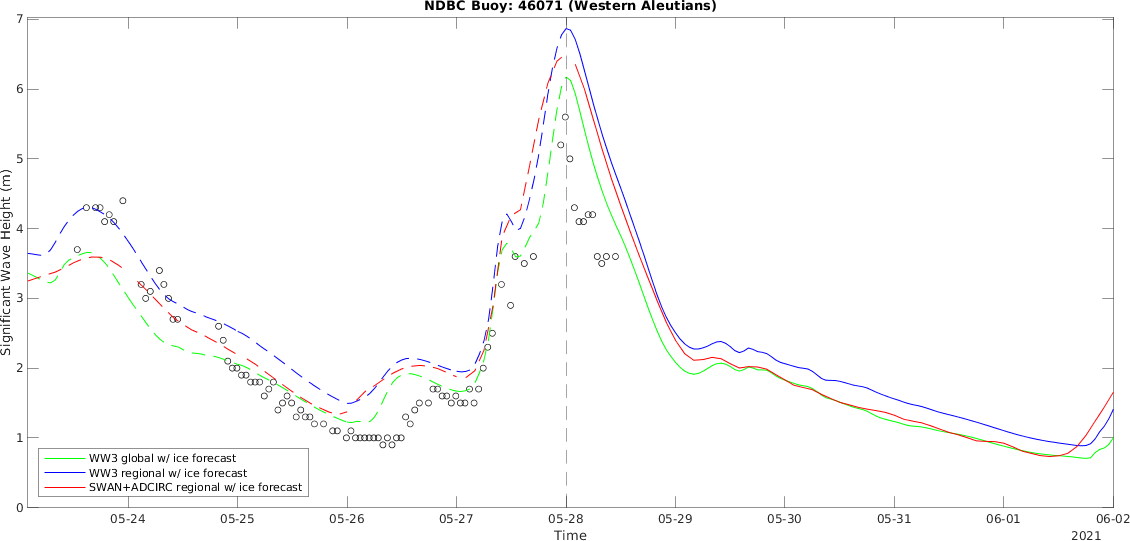 NDBC Buoy: 46071 (Western Aleutians)
7
6
5
4
3
2
1
0
Significant Wave Height (m)
WW3 global w/ ice forecast
WW3 regional w/ ice forecast
SWAN+ADCIRC regional w/ ice forecast
05-24 05-25 05-26 05-27 05-28 05-29 05-30 05-31 06-01 06-02
Time
2021